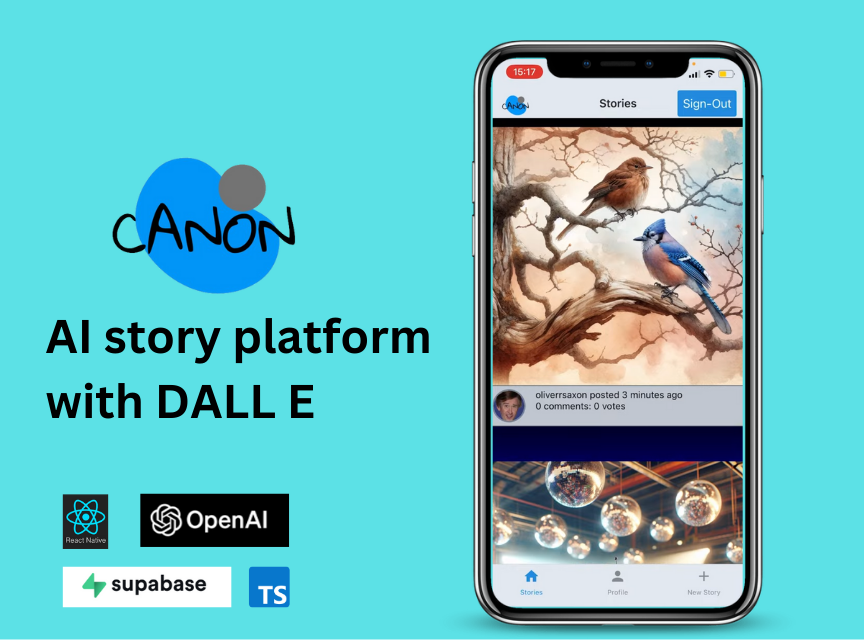 CANON
AI story platform
with DALL E
React Native
OpenAI
supabase
TS
15:17
CANON
Stories
Sign-Out
oliverrsaxon posted 3 minutes ago
0 comments: 0 votes
Stories
Profile
New Story